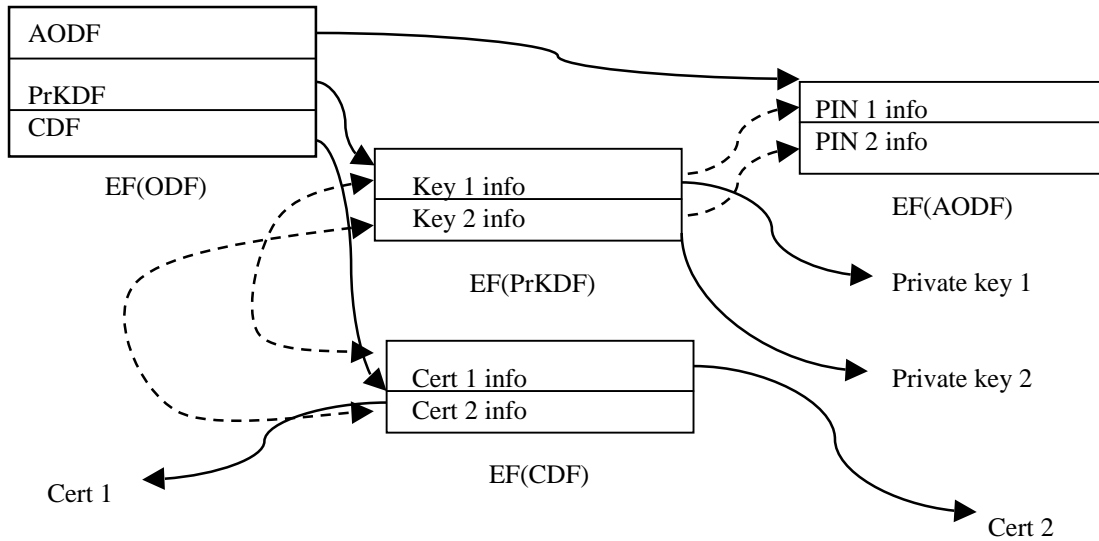 AODF
PrKDF
CDF
EF(ODF)
PIN 1 info
PIN 2 info
EF(AODF)
Key 1 info
Key 2 info
EF(PrKDF)
Private key 1
Private key 2
Cert 1 info
Cert 2 info
EF(CDF)
Cert 1
Cert 2